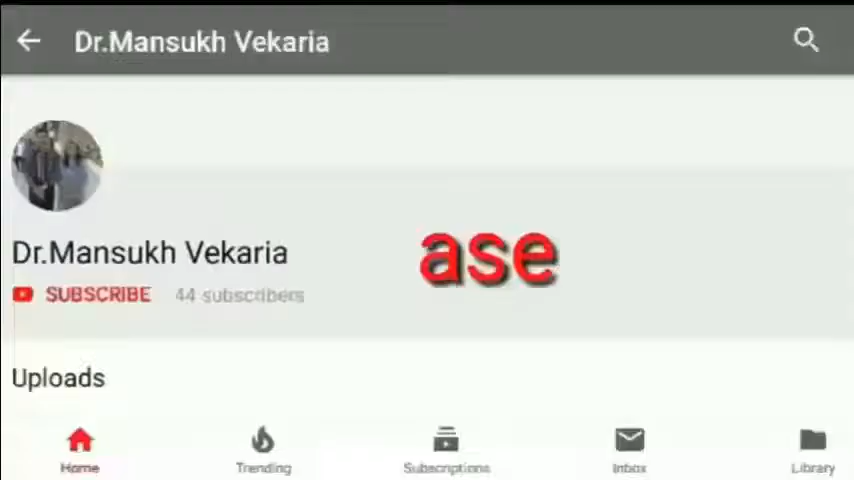 Dr.Mansukh Vekaria
Dr.Mansukh Vekaria
ase
SUBSCRIBE 44 subscribers
Uploads
Home Trending Subscriptions Inbox Library